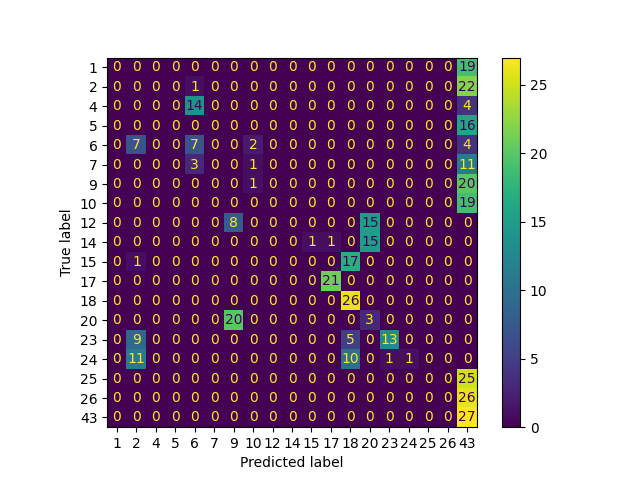 1 0 0 0 0 0 0 0 0 0 0 0 0 0 0 0 0 0 0 19
2 0 0 0 0 1 0 0 0 0 0 0 0 0 0 0 0 0 0 22
4 0 0 0 0 14 0 0 0 0 0 0 0 0 0 0 0 0 0 4
5 0 0 0 0 0 0 0 0 0 0 0 0 0 0 0 0 0 0 16
6 0 7 0 0 7 0 0 2 0 0 0 0 0 0 0 0 0 0 4
7 0 0 0 0 3 0 0 1 0 0 0 0 0 0 0 0 0 0 11
9 0 0 0 0 0 0 0 1 0 0 0 0 0 0 0 0 0 0 20
10 0 0 0 0 0 0 0 0 0 0 0 0 0 0 0 0 0 0 19
12 0 0 0 0 0 0 8 0 0 0 0 0 0 15 0 0 0 0 0
14 0 0 0 0 0 0 0 0 0 0 1 1 0 15 0 0 0 0 0
15 0 1 0 0 0 0 0 0 0 0 0 0 17 0 0 0 0 0 0
17 0 0 0 0 0 0 0 0 0 0 0 21 0 0 0 0 0 0 0
18 0 0 0 0 0 0 0 0 0 0 0 0 26 0 0 0 0 0 0
20 0 0 0 0 0 0 20 0 0 0 0 0 0 3 0 0 0 0 0
23 0 9 0 0 0 0 0 0 0 0 0 0 5 0 13 0 0 0 0
24 0 11 0 0 0 0 0 0 0 0 0 0 10 0 1 1 0 0 0
25 0 0 0 0 0 0 0 0 0 0 0 0 0 0 0 0 0 0 25
26 0 0 0 0 0 0 0 0 0 0 0 0 0 0 0 0 0 0 26
43 0 0 0 0 0 0 0 0 0 0 0 0 0 0 0 0 0 0 27
1 2 4 5 6 7 9 10 12 14 15 17 18 20 23 24 25 26 43
Predicted label
True label
25
20
15
10
5
0